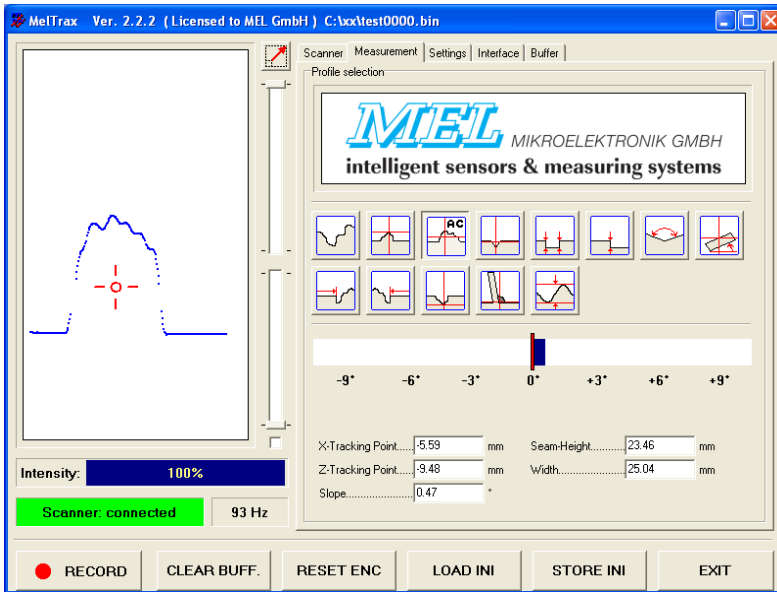 MelTrax Ver. 2.2.2 ( Licensed to MEL GmbH ) C:\xx\test0000.bin
Scanner Measurement Settings Interface Buffer
Profile selection
MEL MIKROELEKTRONIK GMBH
intelligent sensors & measuring systems
AC
-9° -6° -3° 0° +3° +6° +9°
X-Tracking Point.....-5.59 mm Seam-Height...........23.46 mm
Z-Tracking Point.....-9.48 mm Width......................25.04 mm
Slope......................0.47 °
Intensity: 100%
Scanner: connected 93 Hz
RECORD CLEAR BUFF. RESET ENC LOAD INI STORE INI EXIT